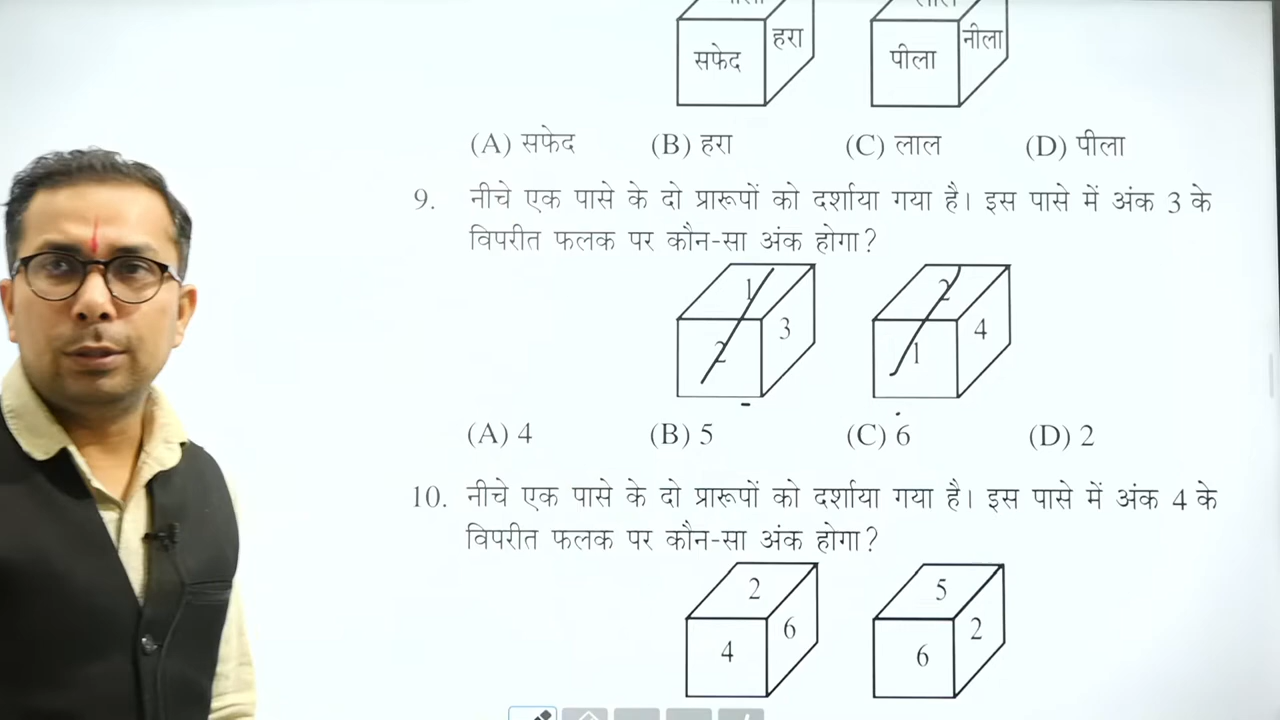 सफेद
हरा
पीला
नीला
(A) सफेद (B) हरा (C) लाल (D) पीला
9. नीचे एक पासे के दो प्रारूपों को दर्शाया गया है। इस पासे में अंक 3 के
विपरीत फलक पर कौन-सा अंक होगा?
1
2
3
2
1
4
(A) 4 (B) 5 (C) 6 (D) 2
10. नीचे एक पासे के दो प्रारूपों को दर्शाया गया है। इस पासे में अंक 4 के
विपरीत फलक पर कौन-सा अंक होगा?
2
4
6
5
6
2